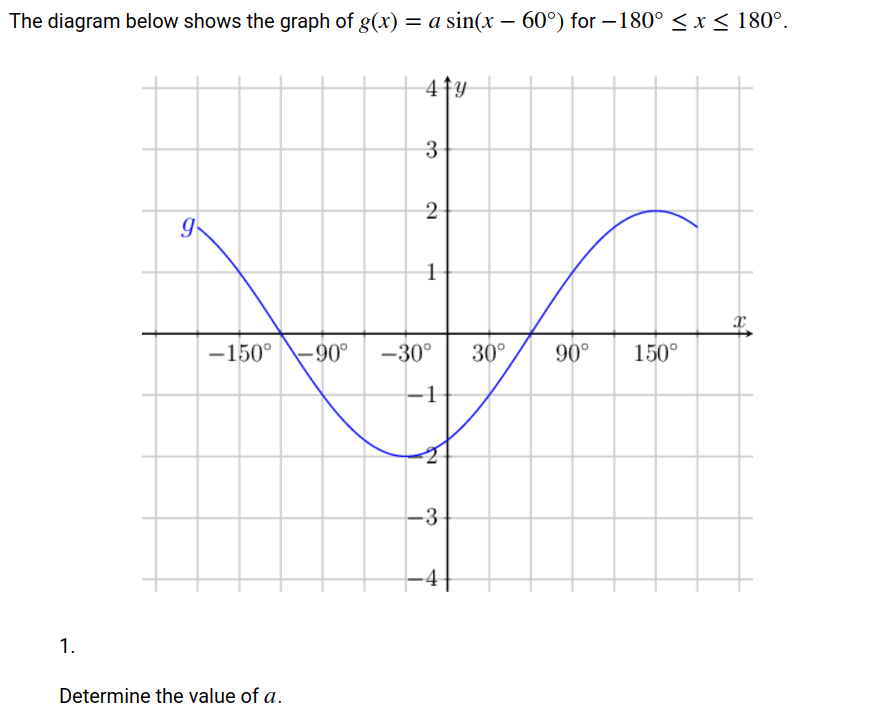 The diagram below shows the graph of g(x) = a sin(x − 60°) for −180° ≤ x ≤ 180°.
4 y
3
2
g
1
x
−150° −90° −30° 30° 90° 150°
−1
−2
−3
−4
1.
Determine the value of a.